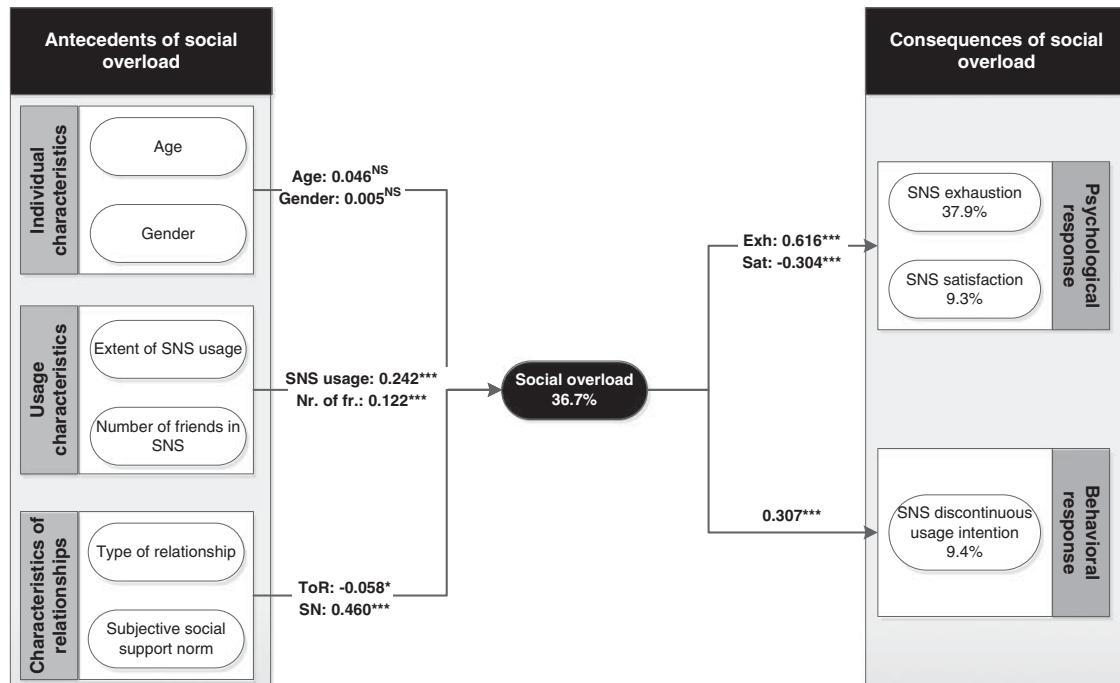 Antecedents of social
overload
Individual
characteristics
Age
Gender
Usage
characteristics
Extent of SNS usage
Number of friends in
SNS
Characteristics of
relationships
Type of relationship
Subjective social
support norm
Age: 0.046NS
Gender: 0.005NS
SNS usage: 0.242***
Nr. of fr.: 0.122***
ToR: -0.058*
SN: 0.460***
Social overload
36.7%
Exh: 0.616***
Sat: -0.304***
0.307***
Consequences of social
overload
SNS exhaustion
37.9%
SNS satisfaction
9.3%
Psychological
response
SNS discontinuous
usage intention
9.4%
Behavioral
response